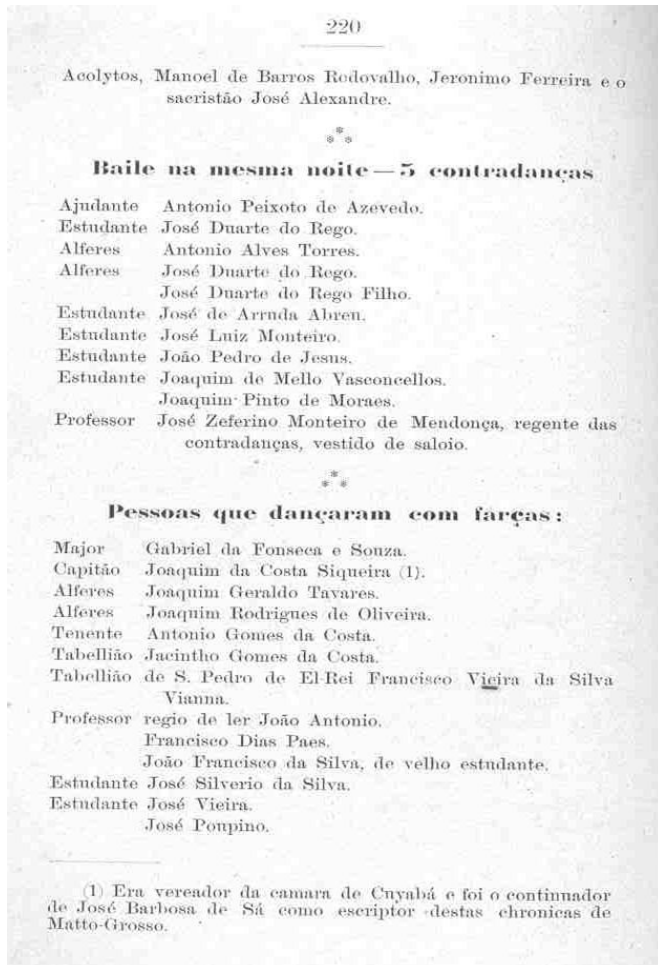 220
Acolytos, Manoel de Barros Rodovalho, Jeronimo Ferreira e o
sacristão José Alexandre.
* * *
Baile na mesma noite — 5 contradanças
Ajudante Antonio Peixoto de Azevedo.
Estudante José Duarte do Rego.
Alferes Antonio Alves Torres.
Alferes José Duarte do Rego.
José Duarte do Rego Filho.
Estudante José de Arruda Abreu.
Estudante José Luiz Monteiro.
Estudante João Pedro de Jesus.
Estudante Joaquim de Mello Vasconcellos.
Joaquim Pinto de Moraes.
Professor José Zeferino Monteiro de Mendonça, regente das
contradanças, vestido de saloio.
* * *
Pessoas que dançaram com farças:
Major Gabriel da Fonseca e Souza.
Capitão Joaquim da Costa Siqueira (1).
Alferes Joaquim Geraldo Tavares.
Alferes Joaquim Rodrigues de Oliveira.
Tenente Antonio Gomes da Costa.
Tabellião Jacintho Gomes da Costa.
Tabellião de S. Pedro de El-Rei Francisco Vieira da Silva
Vianna.
Professor regio de ler João Antonio.
Francisco Dias Paes.
João Francisco da Silva, de velho estudante.
Estudante José Silverio da Silva.
Estudante José Vieira.
José Poupino.
(1) Era vereador da camara de Cuyabá e foi o continuador
de José Barbosa de Sá como escriptor destas chronicas de
Matto-Grosso.